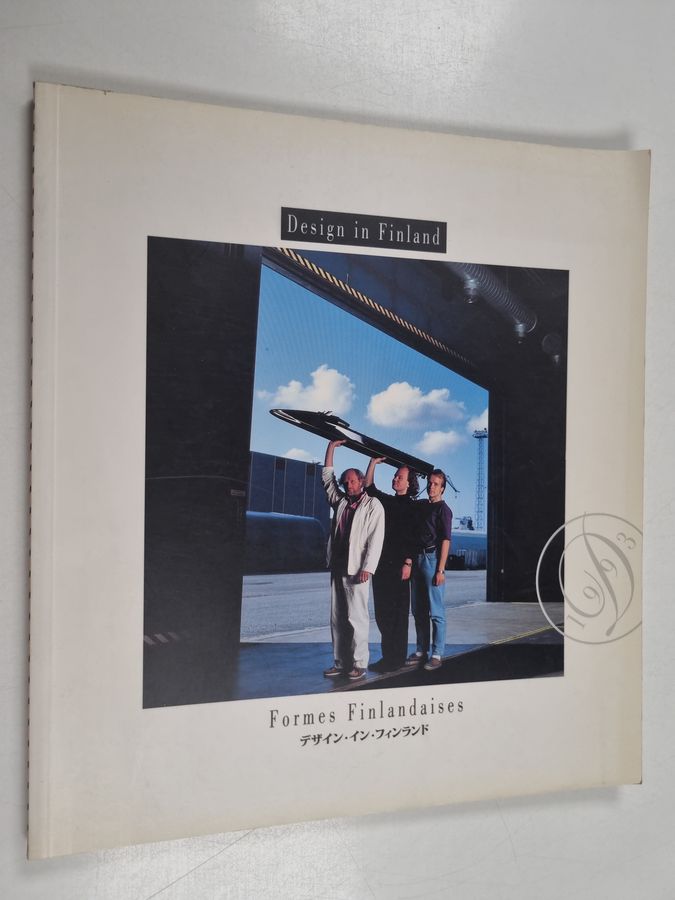 Design in Finland
1993
Formes Finlandaises
デザイン・イン・フィンランド